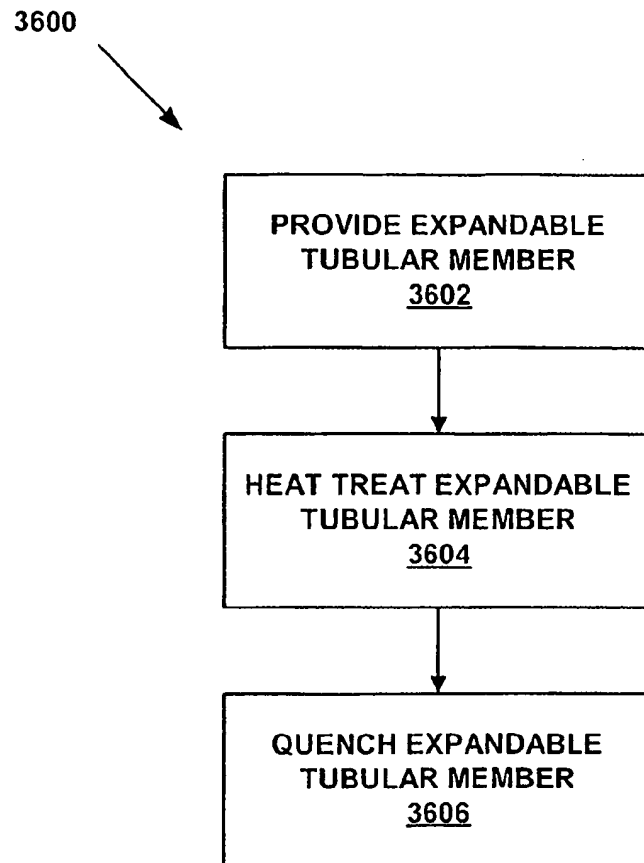 3600
PROVIDE EXPANDABLE
TUBULAR MEMBER
3602
HEAT TREAT EXPANDABLE
TUBULAR MEMBER
3604
QUENCH EXPANDABLE
TUBULAR MEMBER
3606